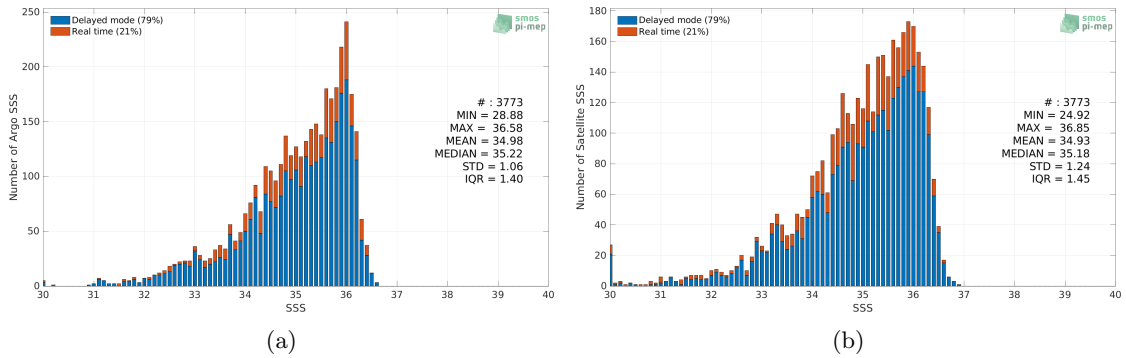 Delayed mode (79%)
Real time (21%)
smos
pi-mep
250
200
150
100
50
0
Number of Argo SSS
# : 3773
MIN = 28.88
MAX = 36.58
MEAN = 34.98
MEDIAN = 35.22
STD = 1.06
IQR = 1.40
30 31 32 33 34 35 36 37 38 39 40
SSS
(a)
Delayed mode (79%)
Real time (21%)
smos
pi-mep
180
160
140
120
100
80
60
40
20
0
Number of Satellite SSS
# : 3773
MIN = 24.92
MAX = 36.85
MEAN = 34.93
MEDIAN = 35.18
STD = 1.24
IQR = 1.45
30 31 32 33 34 35 36 37 38 39 40
SSS
(b)